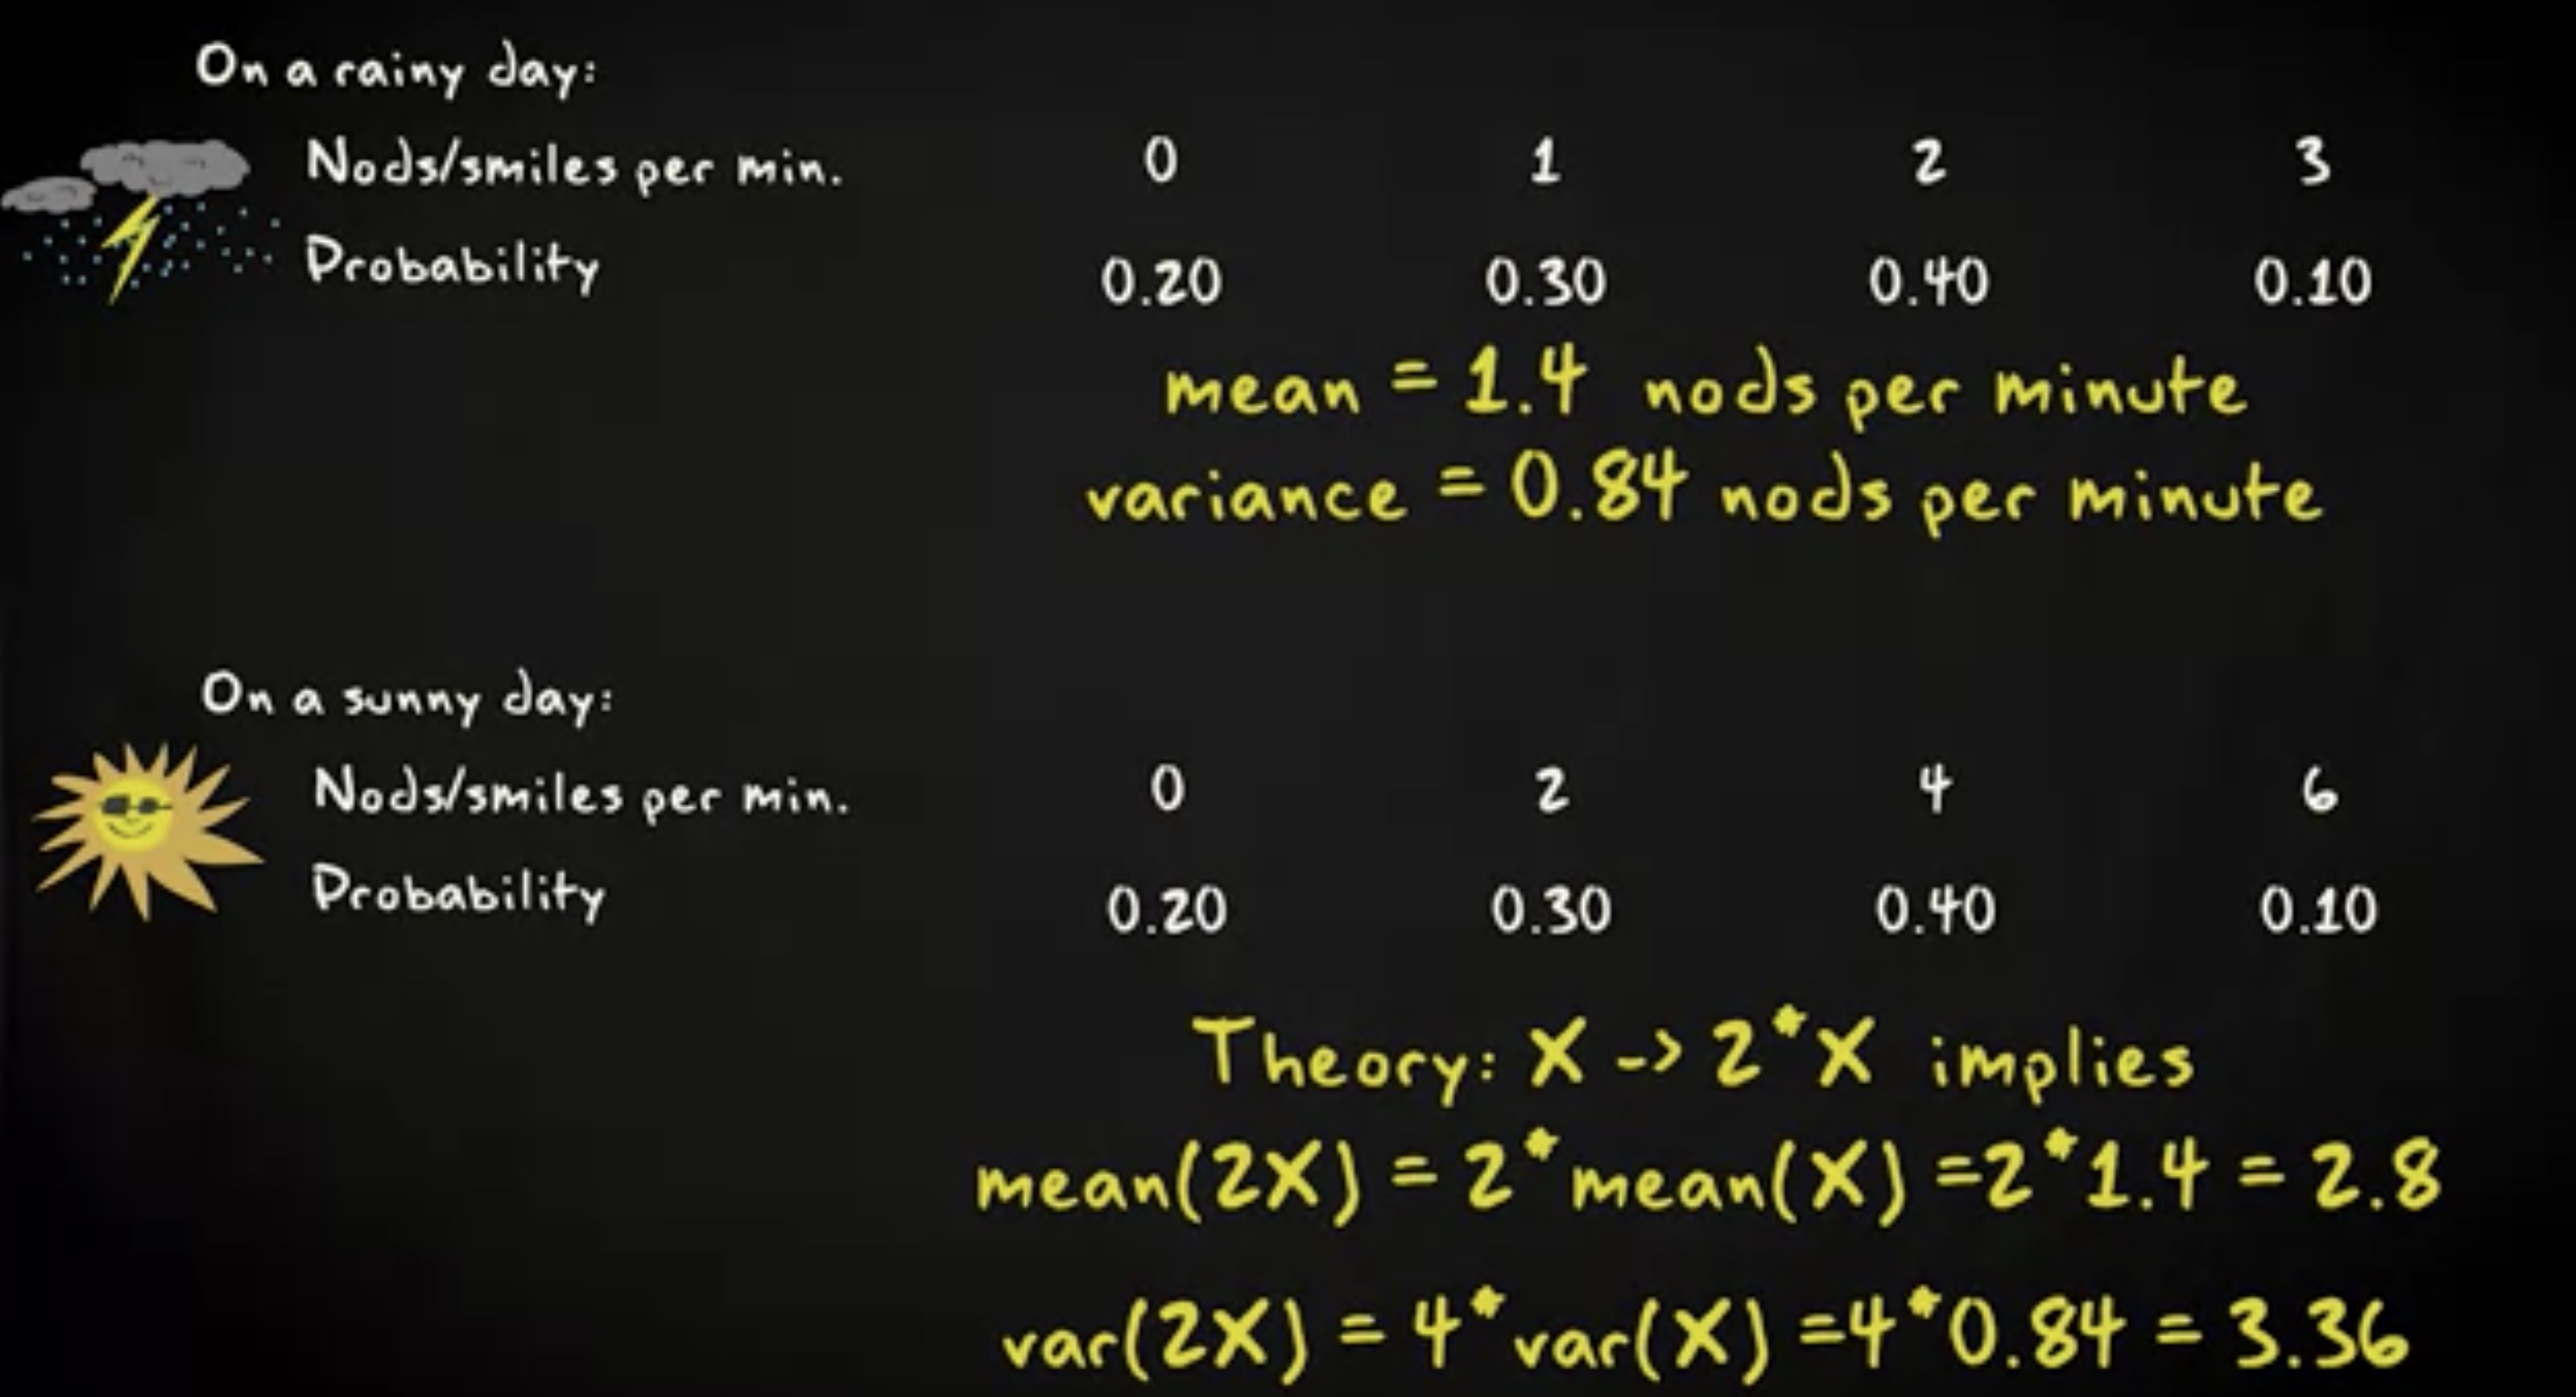 On a rainy day:
Nods/smiles per min. 0 1 2 3
Probability 0.20 0.30 0.40 0.10
mean = 1.4 nods per minute
variance = 0.84 nods per minute
On a sunny day:
Nods/smiles per min. 0 2 4 6
Probability 0.20 0.30 0.40 0.10
Theory: X -> 2*X implies
mean(2X) = 2*mean(X) =2*1.4 = 2.8
var(2X) = 4*var(X) =4*0.84 = 3.36